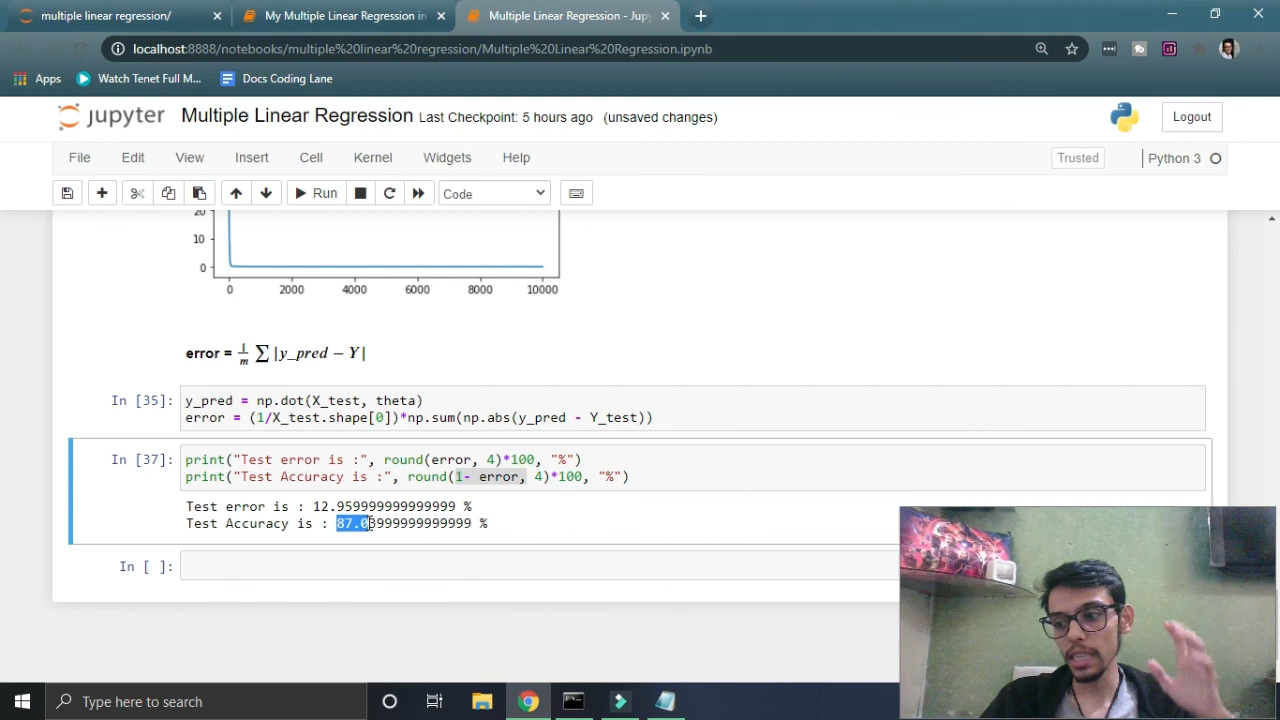 multiple linear regression/
My Multiple Linear Regression in
Multiple Linear Regression - Jupy
localhost:8888/notebooks/multiple%20linear%20regression/Multiple%20Linear%20Regression.ipynb
Apps
Watch Tenet Full M...
Docs Coding Lane
jupyter
Multiple Linear Regression Last Checkpoint: 5 hours ago (unsaved changes)
Logout
File Edit View Insert Cell Kernel Widgets Help
Trusted
Python 3
Run
Code
20
10
0
0 2000 4000 6000 8000 10000
error = 1/m ∑ |y_pred − Y|
In [35]:
y_pred = np.dot(X_test, theta)
error = (1/X_test.shape[0])*np.sum(np.abs(y_pred - Y_test))
In [37]:
print("Test error is :", round(error, 4)*100, "%")
print("Test Accuracy is :", round(1- error, 4)*100, "%")
Test error is : 12.959999999999999 %
Test Accuracy is : 87.03999999999999 %
In [ ]:
Type here to search